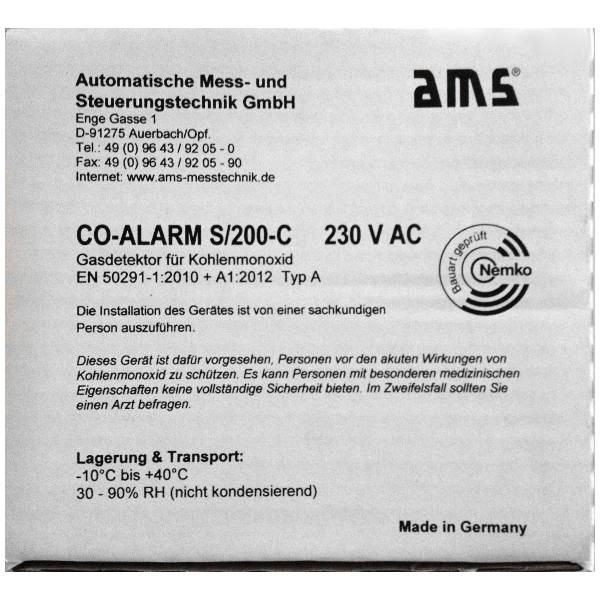 Automatische Mess- und
Steuerungstechnik GmbH
Enge Gasse 1
D-91275 Auerbach/Opf.
Tel.: 49 (0) 96 43 / 92 05 - 0
Fax: 49 (0) 96 43 / 92 05 - 90
Internet: www.ams-messtechnik.de
ams®
CO-ALARM S/200-C 230 V AC
Gasdetektor für Kohlenmonoxid
EN 50291-1:2010 + A1:2012 Typ A
Bauart geprüft
Nemko
Die Installation des Gerätes ist von einer sachkundigen
Person auszuführen.
Dieses Gerät ist dafür vorgesehen, Personen vor den akuten Wirkungen von
Kohlenmonoxid zu schützen. Es kann Personen mit besonderen medizinischen
Eigenschaften keine vollständige Sicherheit bieten. Im Zweifelsfall sollten Sie
einen Arzt befragen.
Lagerung & Transport:
-10°C bis +40°C
30 - 90% RH (nicht kondensierend)
Made in Germany